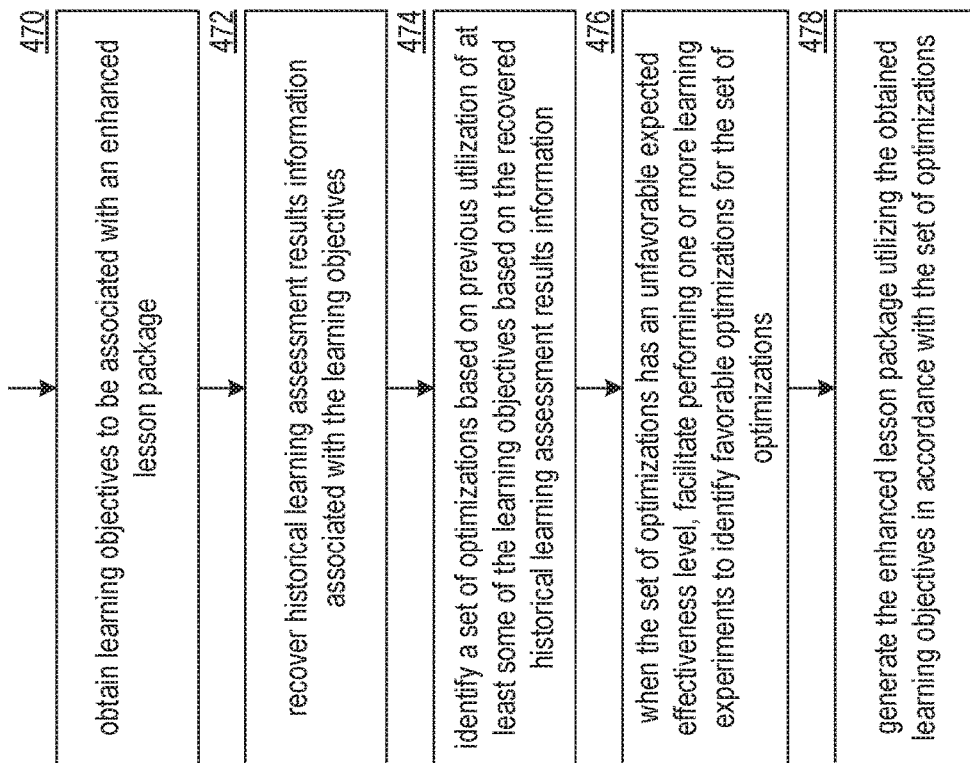 470
obtain learning objectives to be associated with an enhanced
lesson package
472
recover historical learning assessment results information
associated with the learning objectives
474
identify a set of optimizations based on previous utilization of at
least some of the learning objectives based on the recovered
historical learning assessment results information
476
when the set of optimizations has an unfavorable expected
effectiveness level, facilitate performing one or more learning
experiments to identify favorable optimizations for the set of
optimizations
478
generate the enhanced lesson package utilizing the obtained
learning objectives in accordance with the set of optimizations